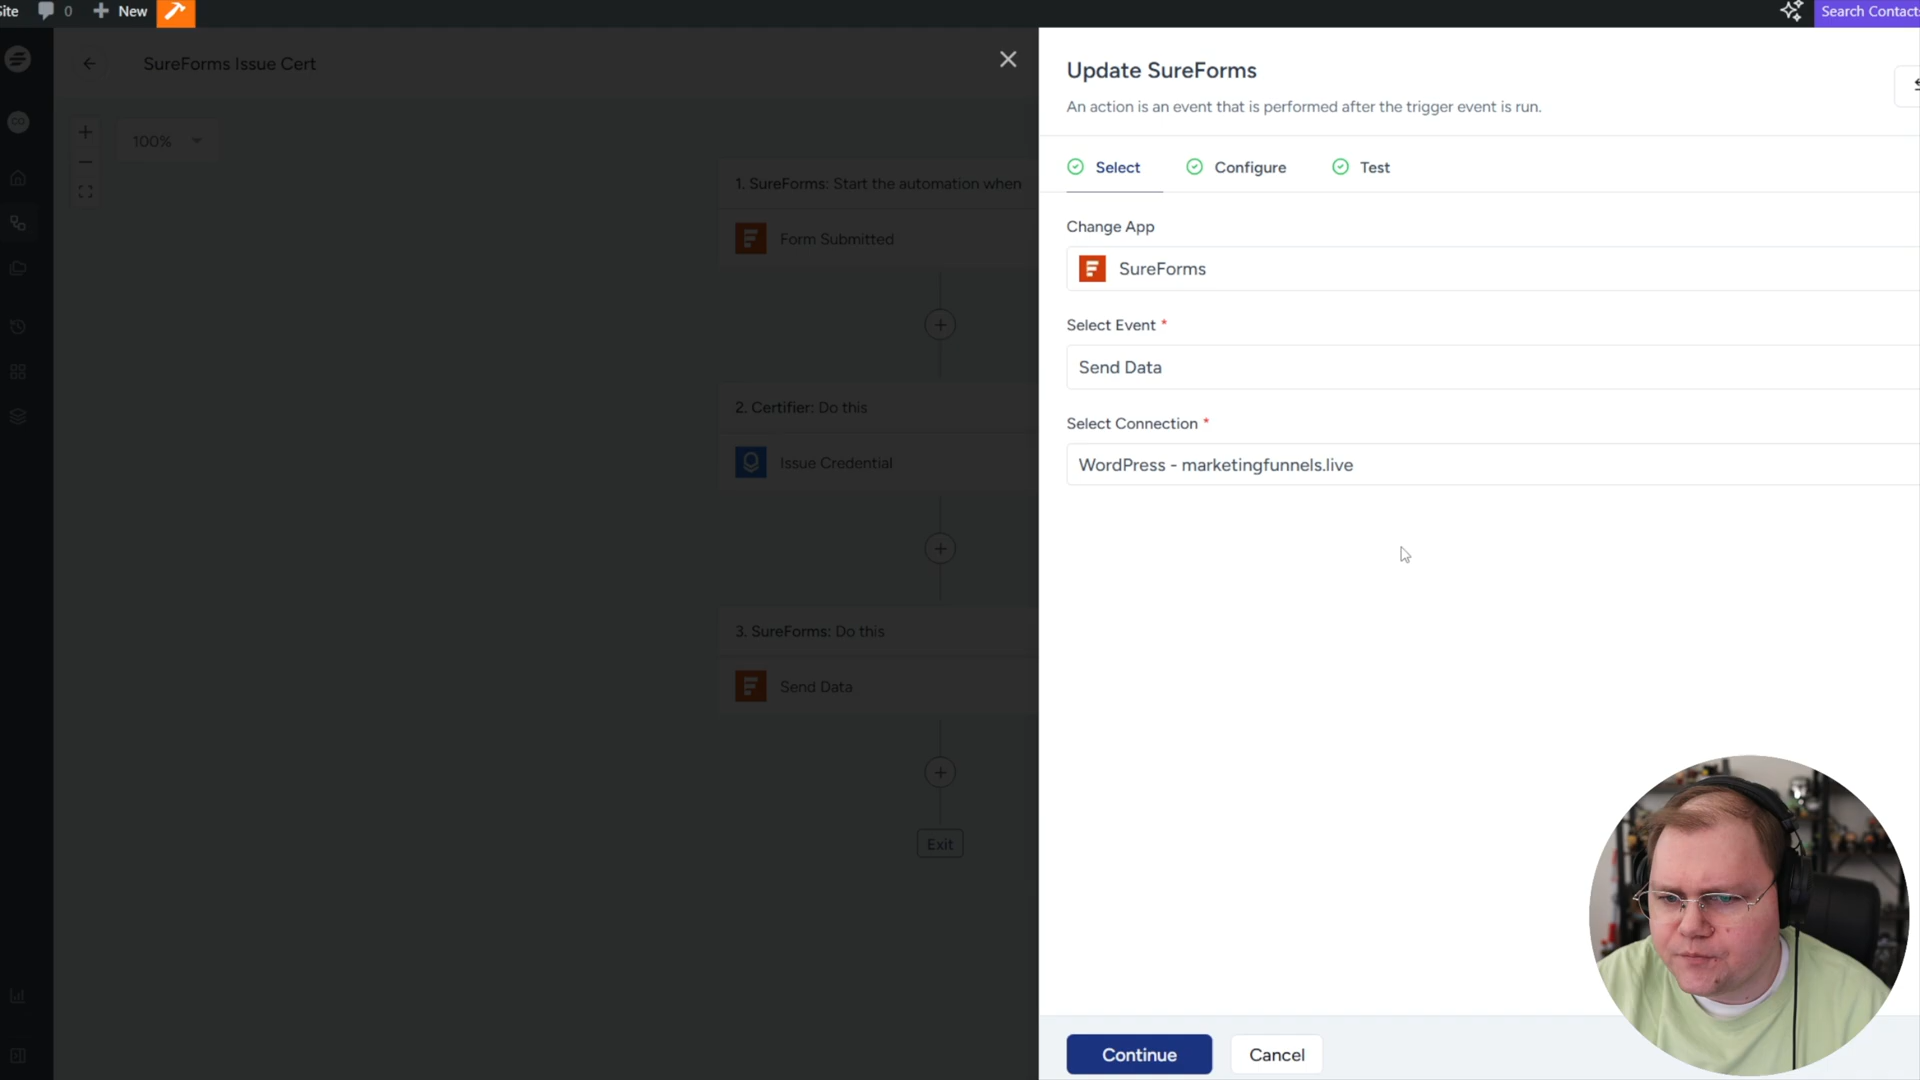 Site 0 New
Search Contacts
SureForms Issue Cert
100%
1. SureForms: Start the automation when
Form Submitted
2. Certifier: Do this
Issue Credential
3. SureForms: Do this
Send Data
Exit
Update SureForms
An action is an event that is performed after the trigger event is run.
Select Configure Test
Change App
SureForms
Select Event *
Send Data
Select Connection *
WordPress - marketingfunnels.live
Continue Cancel